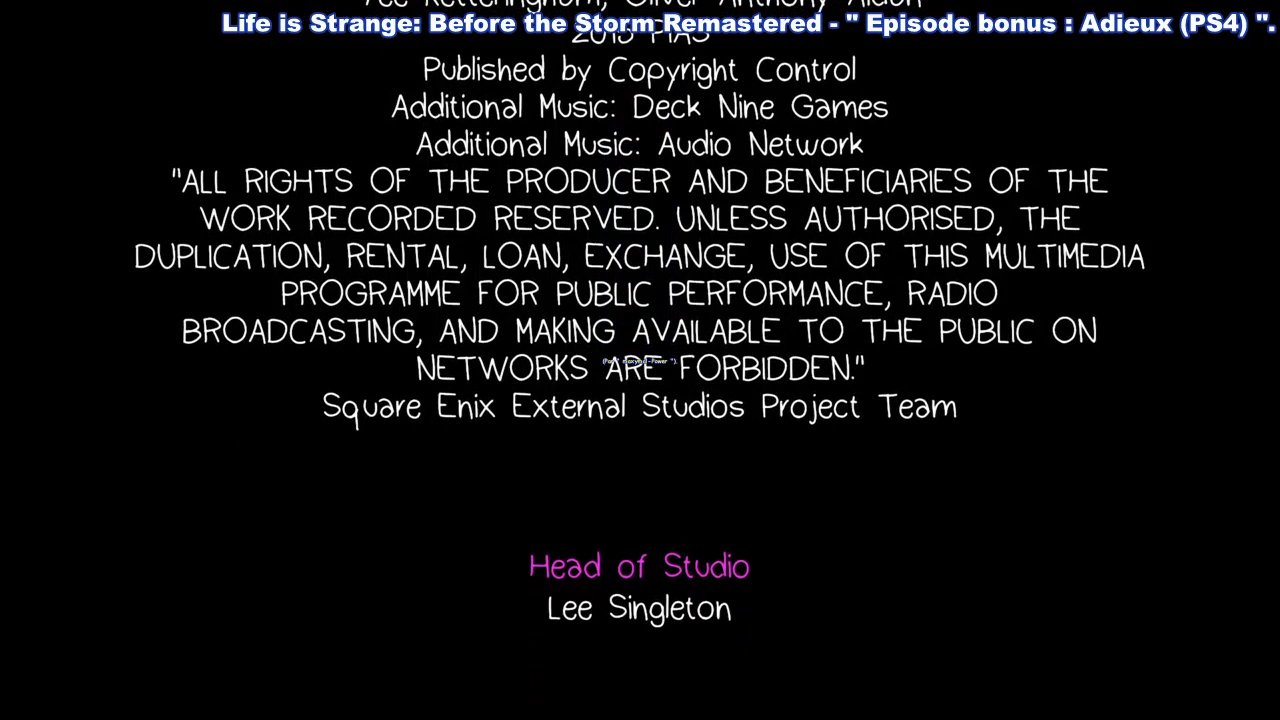 Life is Strange: Before the Storm Remastered - " Episode bonus : Adieux (PS4) ".
Published by Copyright Control
Additional Music: Deck Nine Games
Additional Music: Audio Network
"ALL RIGHTS OF THE PRODUCER AND BENEFICIARIES OF THE
WORK RECORDED RESERVED. UNLESS AUTHORISED, THE
DUPLICATION, RENTAL, LOAN, EXCHANGE, USE OF THIS MULTIMEDIA
PROGRAMME FOR PUBLIC PERFORMANCE, RADIO
BROADCASTING, AND MAKING AVAILABLE TO THE PUBLIC ON
NETWORKS ARE FORBIDDEN."
Square Enix External Studios Project Team
Head of Studio
Lee Singleton